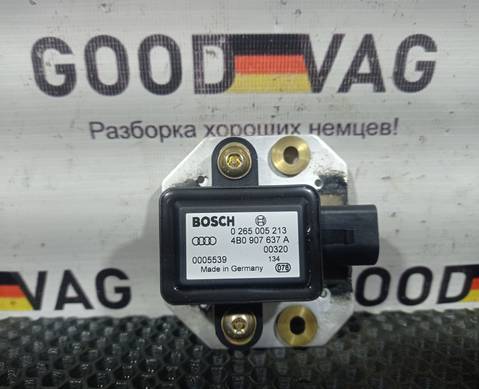 GOOD VAG
Разборка хороших немцев!
BOSCH
0 265 005 213
4B0 907 637 A
00320
0005539
134
Made in Germany
076
VAG
GOOD